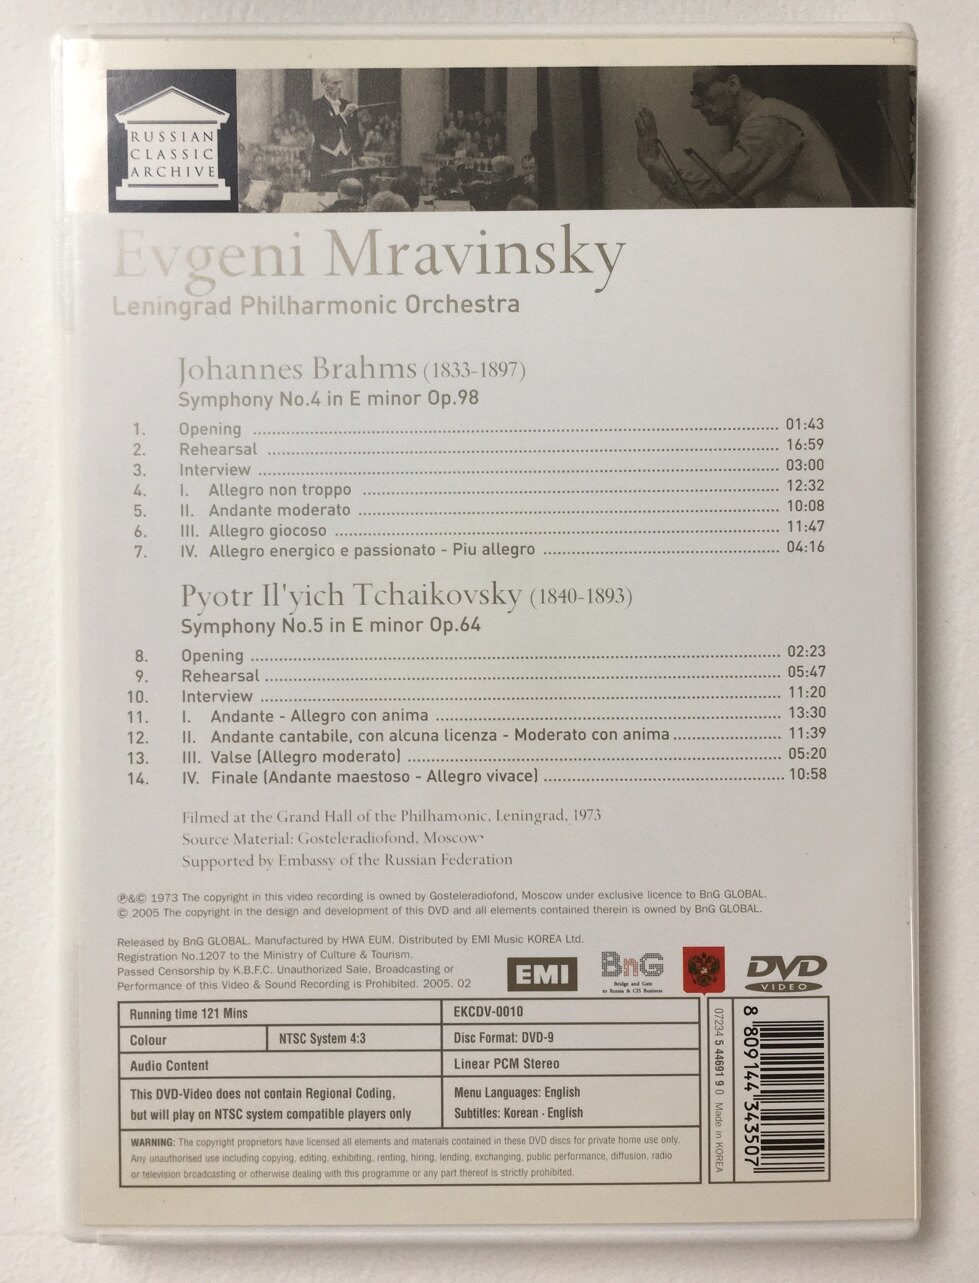 RUSSIAN
CLASSIC
ARCHIVE
Evgeni Mravinsky
Leningrad Philharmonic Orchestra
Johannes Brahms (1833-1897)
Symphony No.4 in E minor Op.98
1. Opening 01:43
2. Rehearsal 16:59
3. Interview 03:00
4. I. Allegro non troppo 12:32
5. II. Andante moderato 10:08
6. III. Allegro giocoso 11:47
7. IV. Allegro energico e passionato - Piu allegro 04:16
Pyotr Il'yich Tchaikovsky (1840-1893)
Symphony No.5 in E minor Op.64
8. Opening 02:23
9. Rehearsal 05:47
10. Interview 11:20
11. I. Andante - Allegro con anima 13:30
12. II. Andante cantabile, con alcuna licenza - Moderato con anima 11:39
13. III. Valse (Allegro moderato) 05:20
14. IV. Finale (Andante maestoso - Allegro vivace) 10:58
Filmed at the Grand Hall of the Philhamonic, Leningrad, 1973
Source Material: Gosteleradiofond, Moscow
Supported by Embassy of the Russian Federation
℗&© 1973 The copyright in this video recording is owned by Gosteleradiofond, Moscow under exclusive licence to BnG GLOBAL.
© 2005 The copyright in the design and development of this DVD and all elements contained therein is owned by BnG GLOBAL.
Released by BnG GLOBAL. Manufactured by HWA EUM. Distributed by EMI Music KOREA Ltd.
Registration No.1207 to the Ministry of Culture & Tourism.
Passed Censorship by K.B.F.C. Unauthorized Sale, Broadcasting or
Performance of this Video & Sound Recording is Prohibited. 2005. 02
EMI
BnG
Bridge and Gate
to Russia & CIS Business
DVD
VIDEO
Running time 121 Mins
EKCDV-0010
Colour
NTSC System 4:3
Disc Format: DVD-9
Audio Content
Linear PCM Stereo
This DVD-Video does not contain Regional Coding,
but will play on NTSC system compatible players only
Menu Languages: English
Subtitles: Korean · English
WARNING: The copyright proprietors have licensed all elements and materials contained in these DVD discs for private home use only.
Any unauthorised use including copying, editing, exhibiting, renting, hiring, lending, exchanging, public performance, diffusion, radio
or television broadcasting or otherwise dealing with this programme or any part thereof is strictly prohibited.
07234 5 44691 9 0 Made in KOREA
8 809144 343507